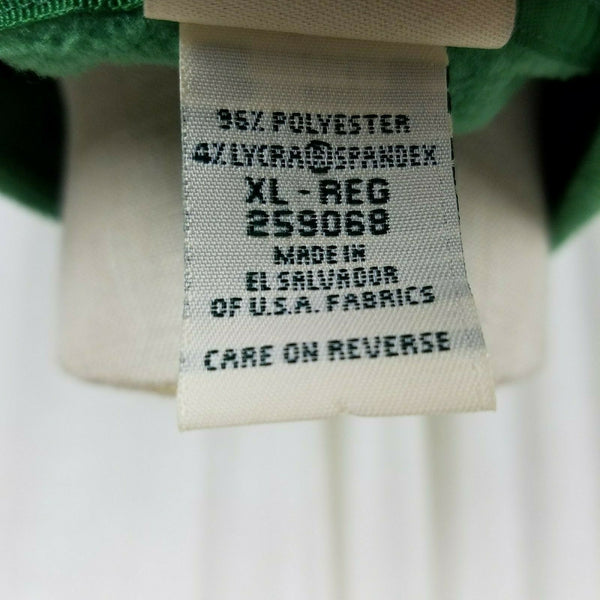 96% POLYESTER
4% LYCRA®SPANDEX
XL - REG
259068
MADE IN
EL SALVADOR
OF U.S.A. FABRICS
CARE ON REVERSE